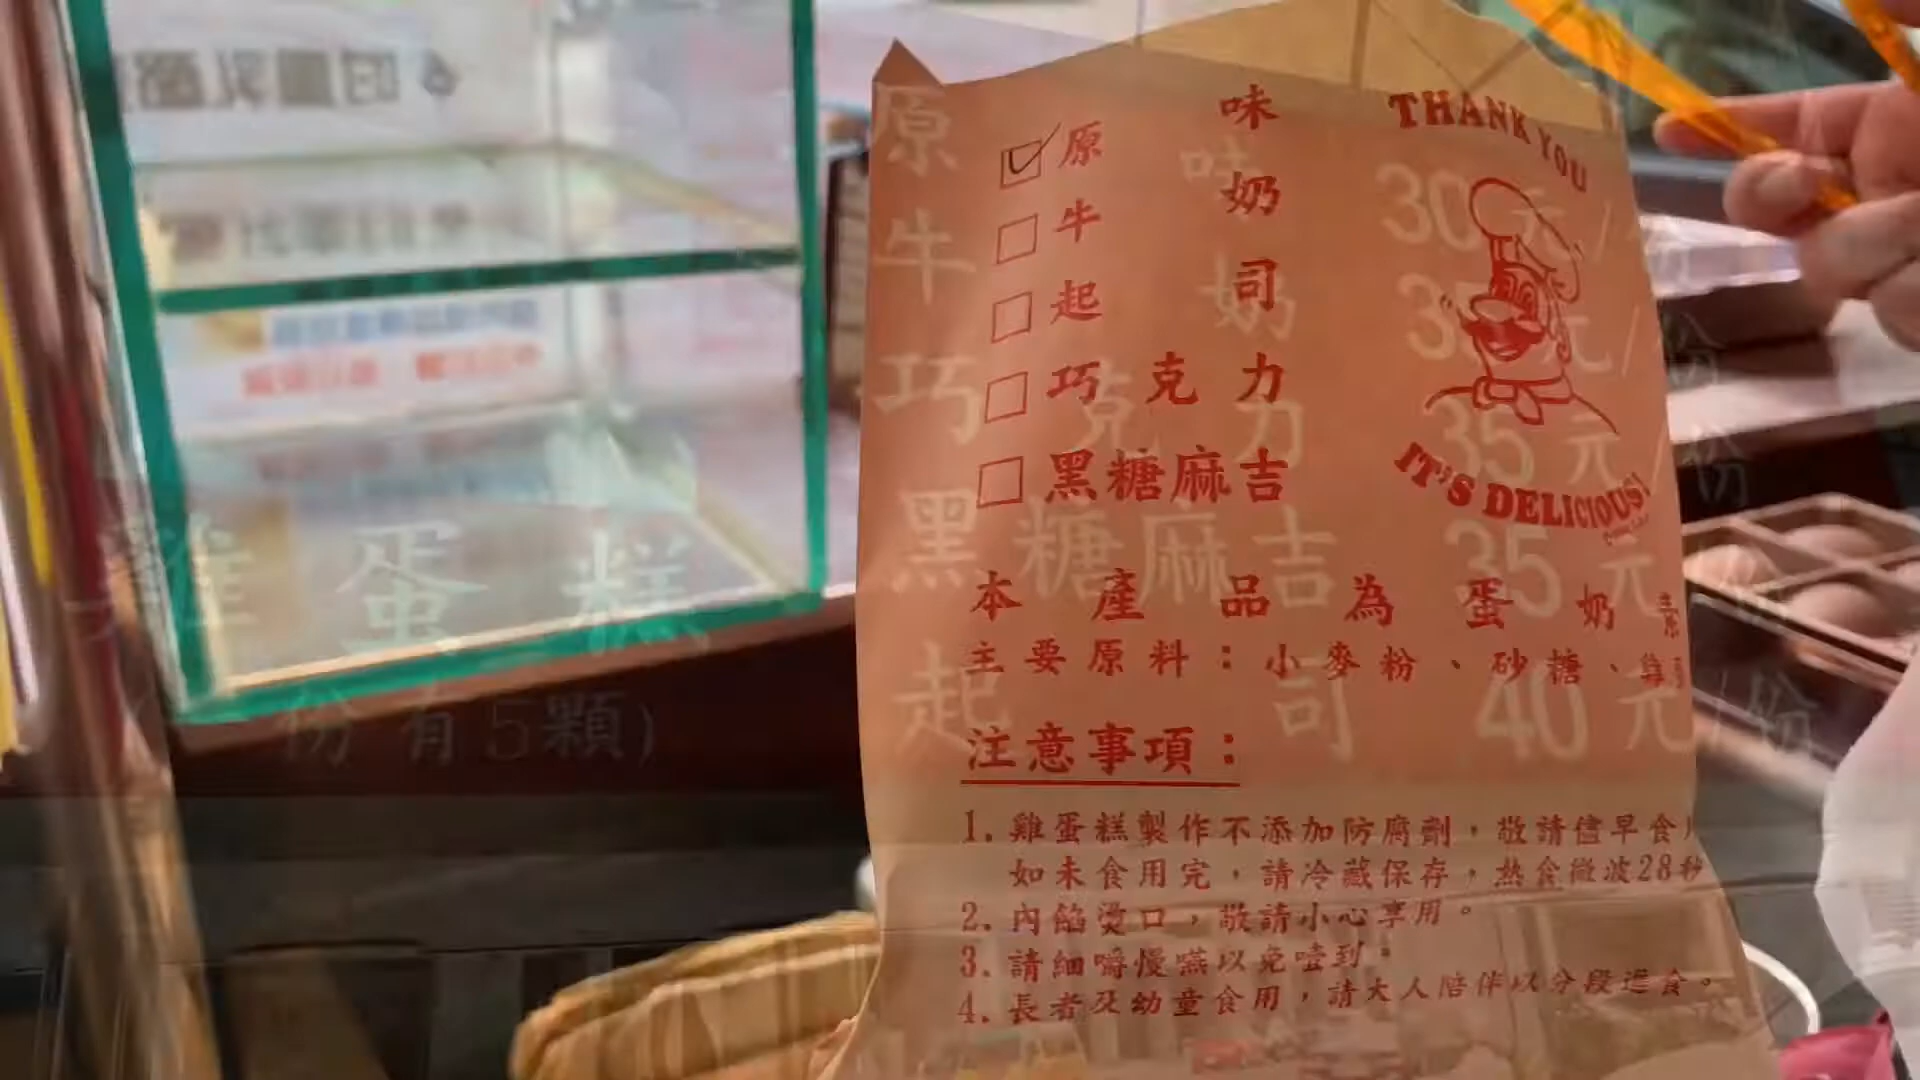 THANK YOU
原味
牛奶
起司
巧克力
黑糖麻吉
IT'S DELICIOUS!
本產品為蛋奶素
主要原料：小麥粉、砂糖、雞
注意事項：
1. 雞蛋糕製作不添加防腐劑，敬請儘早食
如未食用完，請冷藏保存，熱食微波28秒
2. 內餡燙口，敬請小心享用。
3. 請細嚼慢嚥以免噎到。
4. 長者及幼童食用，請大人陪伴以分段進食。
雞蛋糕
份有5顆)
原味 30元/
牛奶 35元/份
巧克力 35元/份
黑糖麻吉 35元
起司 40元/份